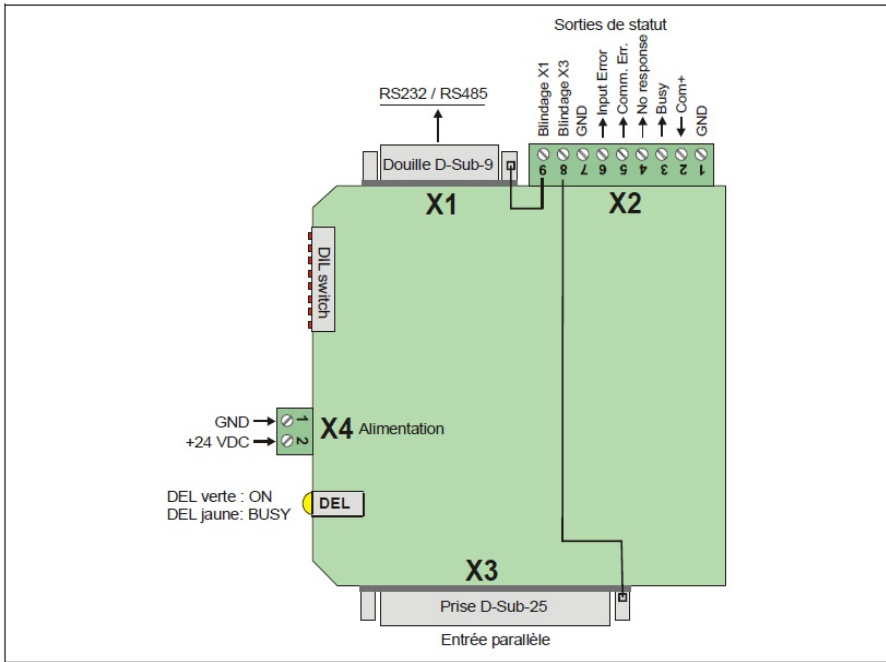 Sorties de statut
Blindage X1
Blindage X3
GND
Input Error
Comm. Err.
No response
Busy
Com+
GND
RS232 / RS485
Douille D-Sub-9
9 8 7 6 5 4 3 2 1
X1
X2
DIL switch
GND
1
+24 VDC
2
X4 Alimentation
DEL verte : ON
DEL jaune: BUSY
DEL
X3
Prise D-Sub-25
Entrée parallèle